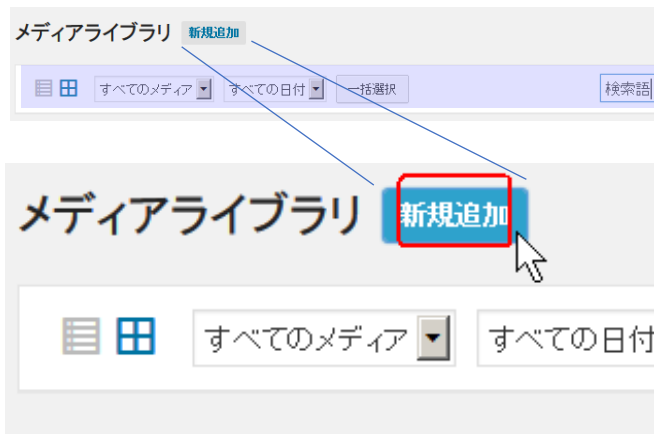 メディアライブラリ 新規追加
すべてのメディア すべての日付 一括選択 検索語
メディアライブラリ 新規追加
すべてのメディア すべての日付